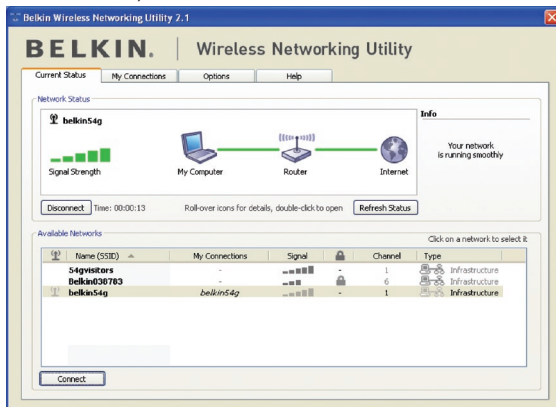 Belkin Wireless Networking Utility 2.1
BELKIN. | Wireless Networking Utility
Current Status My Connections Options Help
Network Status
belkin54g
Info
Your network
is running smoothly
Signal Strength My Computer Router Internet
Disconnect Time: 00:00:13 Roll-over icons for details, double-click to open Refresh Status
Available Networks
Click on a network to select it
Name (SSID) My Connections Signal Channel Type
54gvisitors - - 1 Infrastructure
Belkin038783 - 6 Infrastructure
belkin54g belkin54g - 1 Infrastructure
Connect